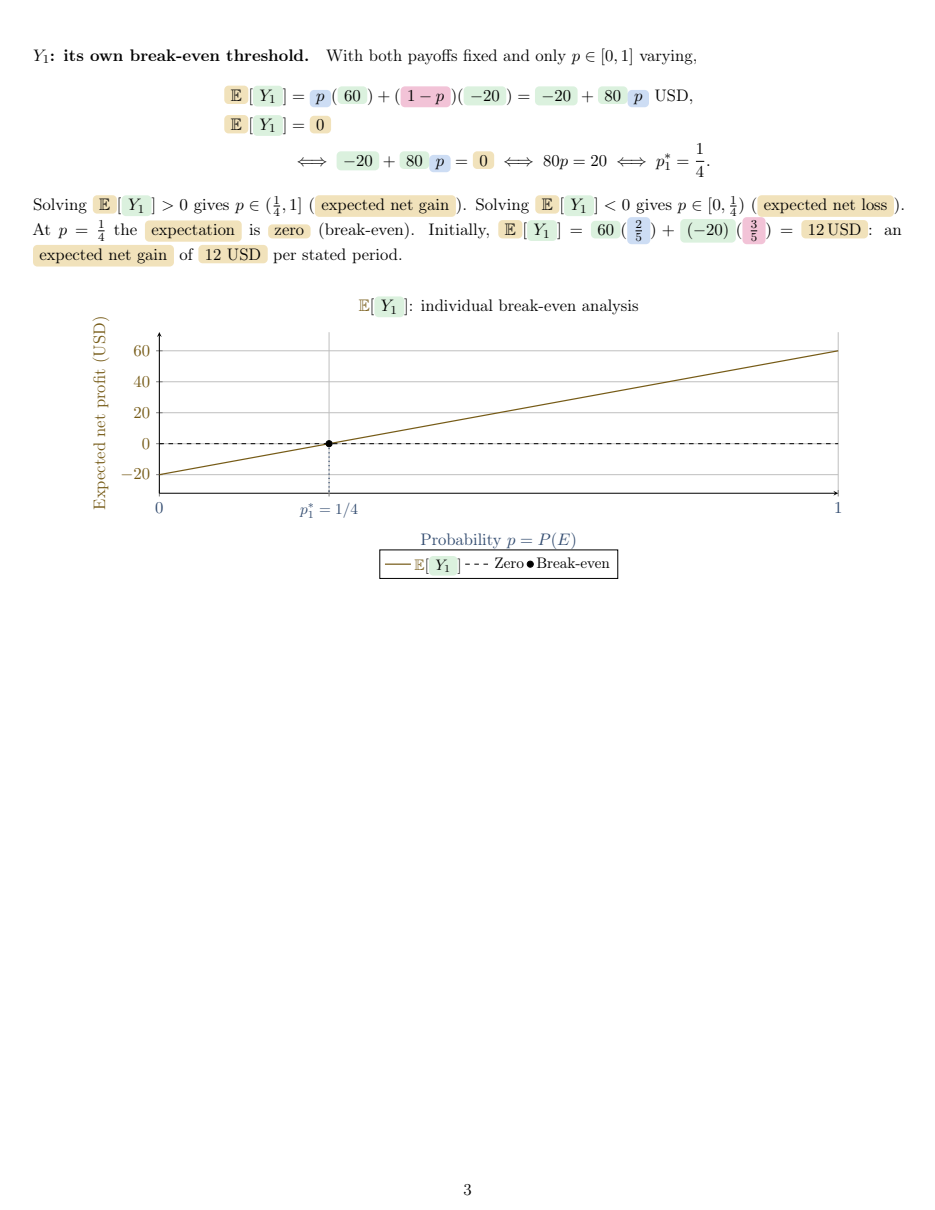 Y₁: its own break-even threshold. With both payoffs fixed and only p ∈ [0, 1] varying,
𝔼[ Y₁ ] = p( 60 ) + ( 1 − p )( −20 ) = −20 + 80 p USD,
𝔼[ Y₁ ] = 0
⟺ −20 + 80 p = 0 ⟺ 80p = 20 ⟺ p₁* = 1/4.
Solving 𝔼[ Y₁ ] > 0 gives p ∈ (1/4, 1] ( expected net gain ). Solving 𝔼[ Y₁ ] < 0 gives p ∈ [0, 1/4) ( expected net loss ).
At p = 1/4 the expectation is zero (break-even). Initially, 𝔼[ Y₁ ] = 60 (2/5) + (−20) (3/5) = 12 USD : an
expected net gain of 12 USD per stated period.
𝔼[ Y₁ ]: individual break-even analysis
Expected net profit (USD)
60
40
20
0
−20
0
p₁* = 1/4
1
Probability p = P(E)
𝔼[ Y₁ ] Zero Break-even
3